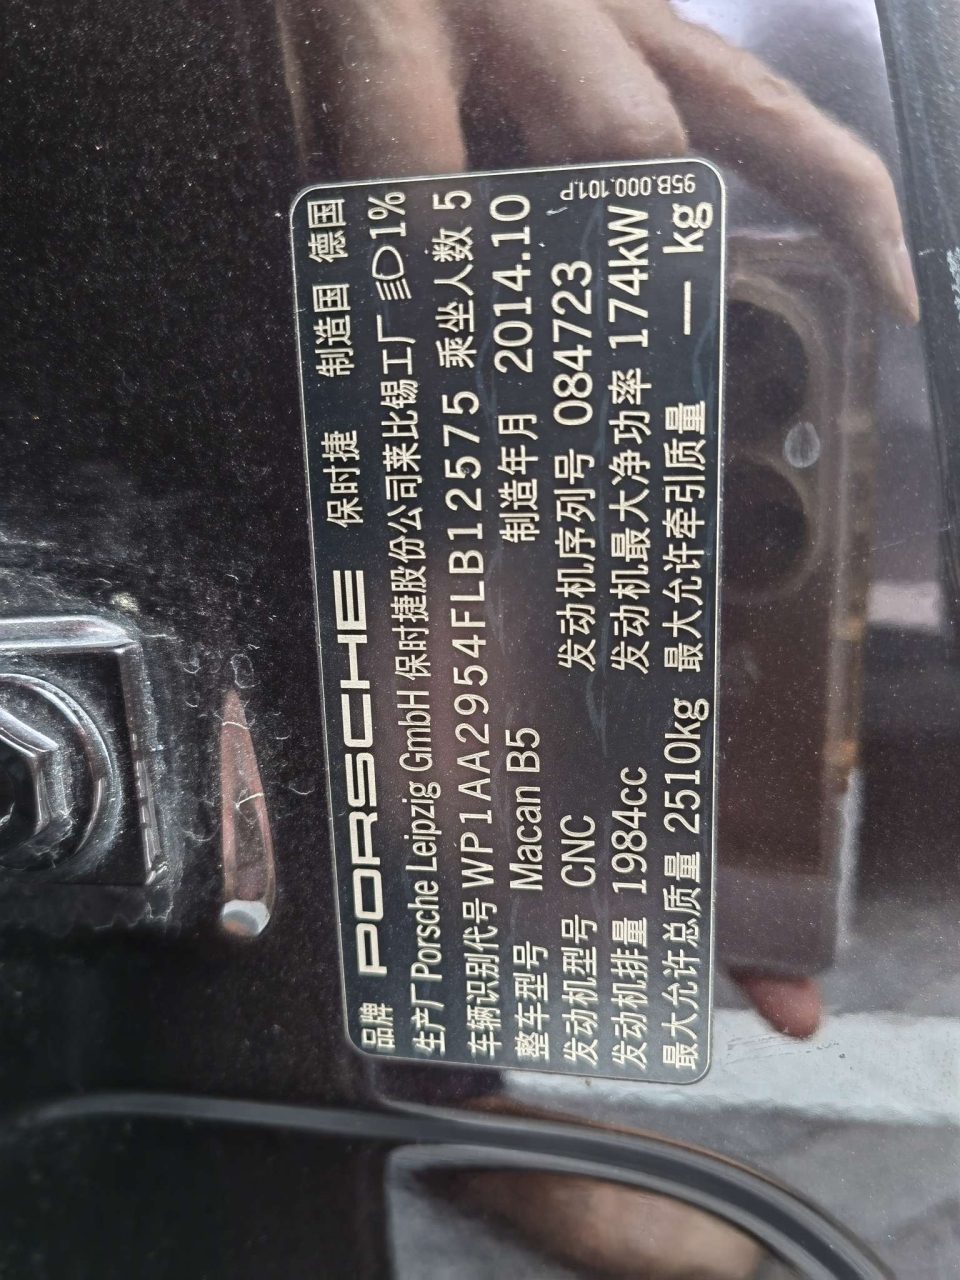 品牌 PORSCHE 保时捷 制造国 德国
生产厂 Porsche Leipzig GmbH 保时捷股份公司莱比锡工厂 1%
车辆识别代号 WP1AA2954FLB12575 乘坐人数 5
整车型号 Macan B5 制造年月 2014.10
发动机型号 CNC 发动机序列号 084723
发动机排量 1984cc 发动机最大净功率 174kW
最大允许总质量 2510kg 最大允许牵引质量 — kg
95B.000.101.P